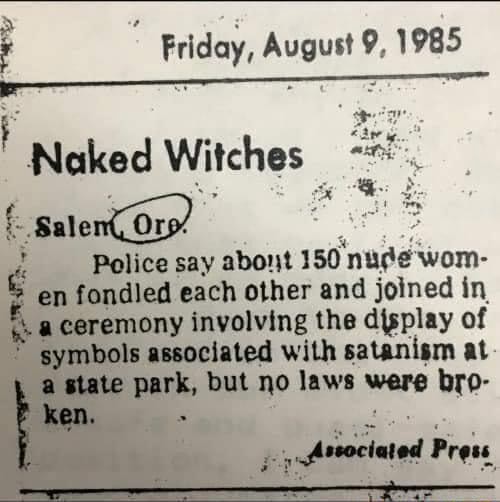 Friday, August 9, 1985
Naked Witches
Salem, Ore.
Police say about 150 nude wom-
en fondled each other and joined in
a ceremony involving the display of
symbols associated with satanism at
a state park, but no laws were bro-
ken.
Associated Press